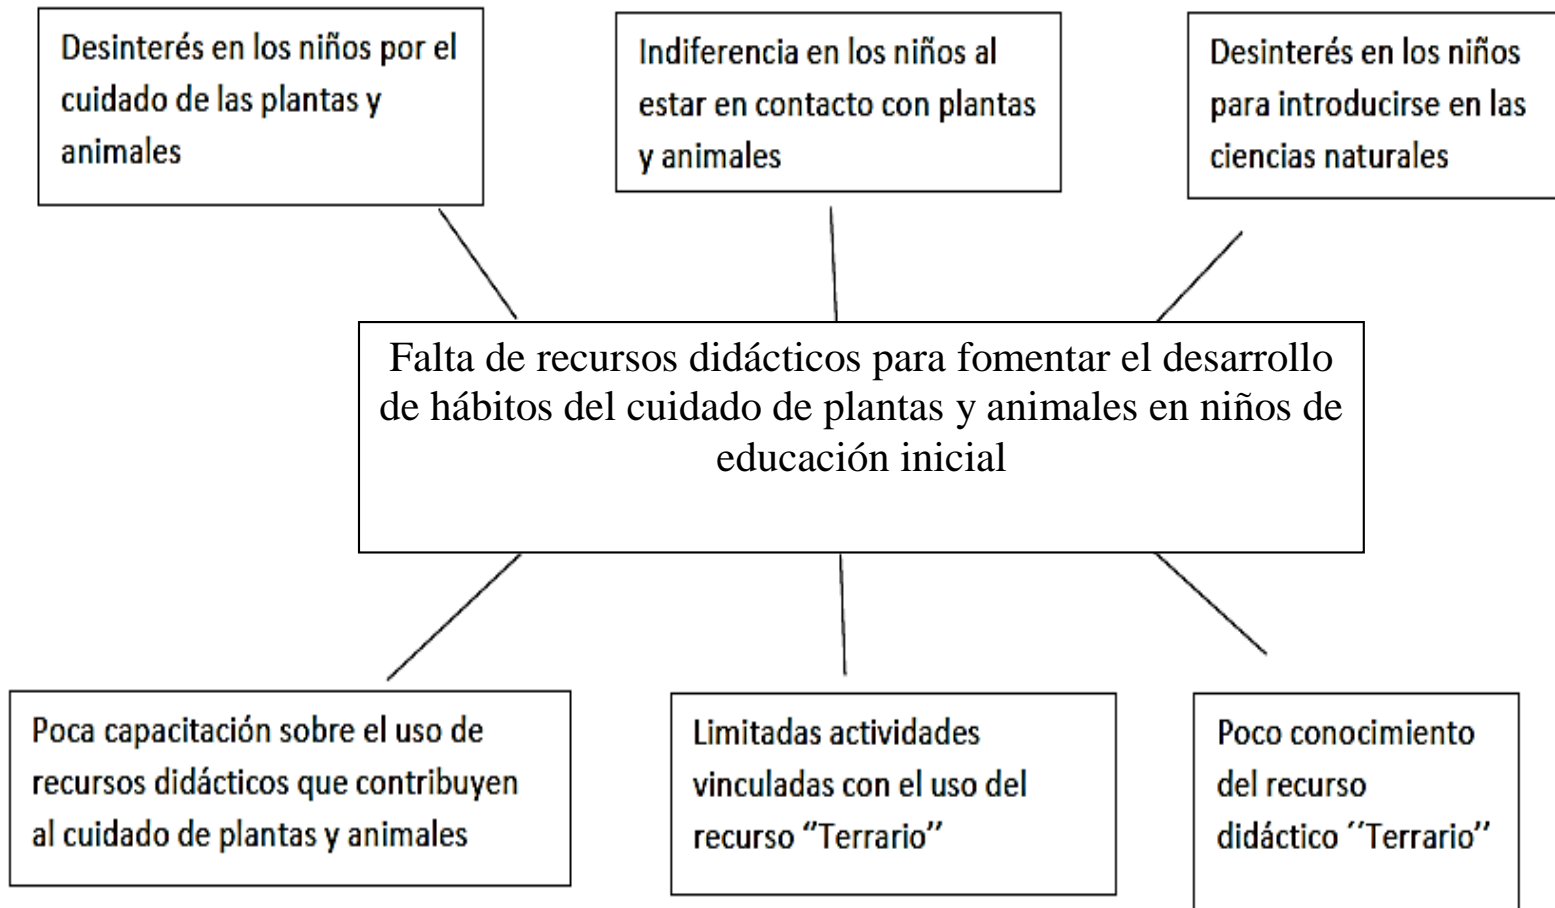 Desinterés en los niños por el
cuidado de las plantas y
animales
Indiferencia en los niños al
estar en contacto con plantas
y animales
Desinterés en los niños
para introducirse en las
ciencias naturales
Falta de recursos didácticos para fomentar el desarrollo
de hábitos del cuidado de plantas y animales en niños de
educación inicial
Poca capacitación sobre el uso de
recursos didácticos que contribuyen
al cuidado de plantas y animales
Limitadas actividades
vinculadas con el uso del
recurso “Terrario”
Poco conocimiento
del recurso
didáctico ´´Terrario”